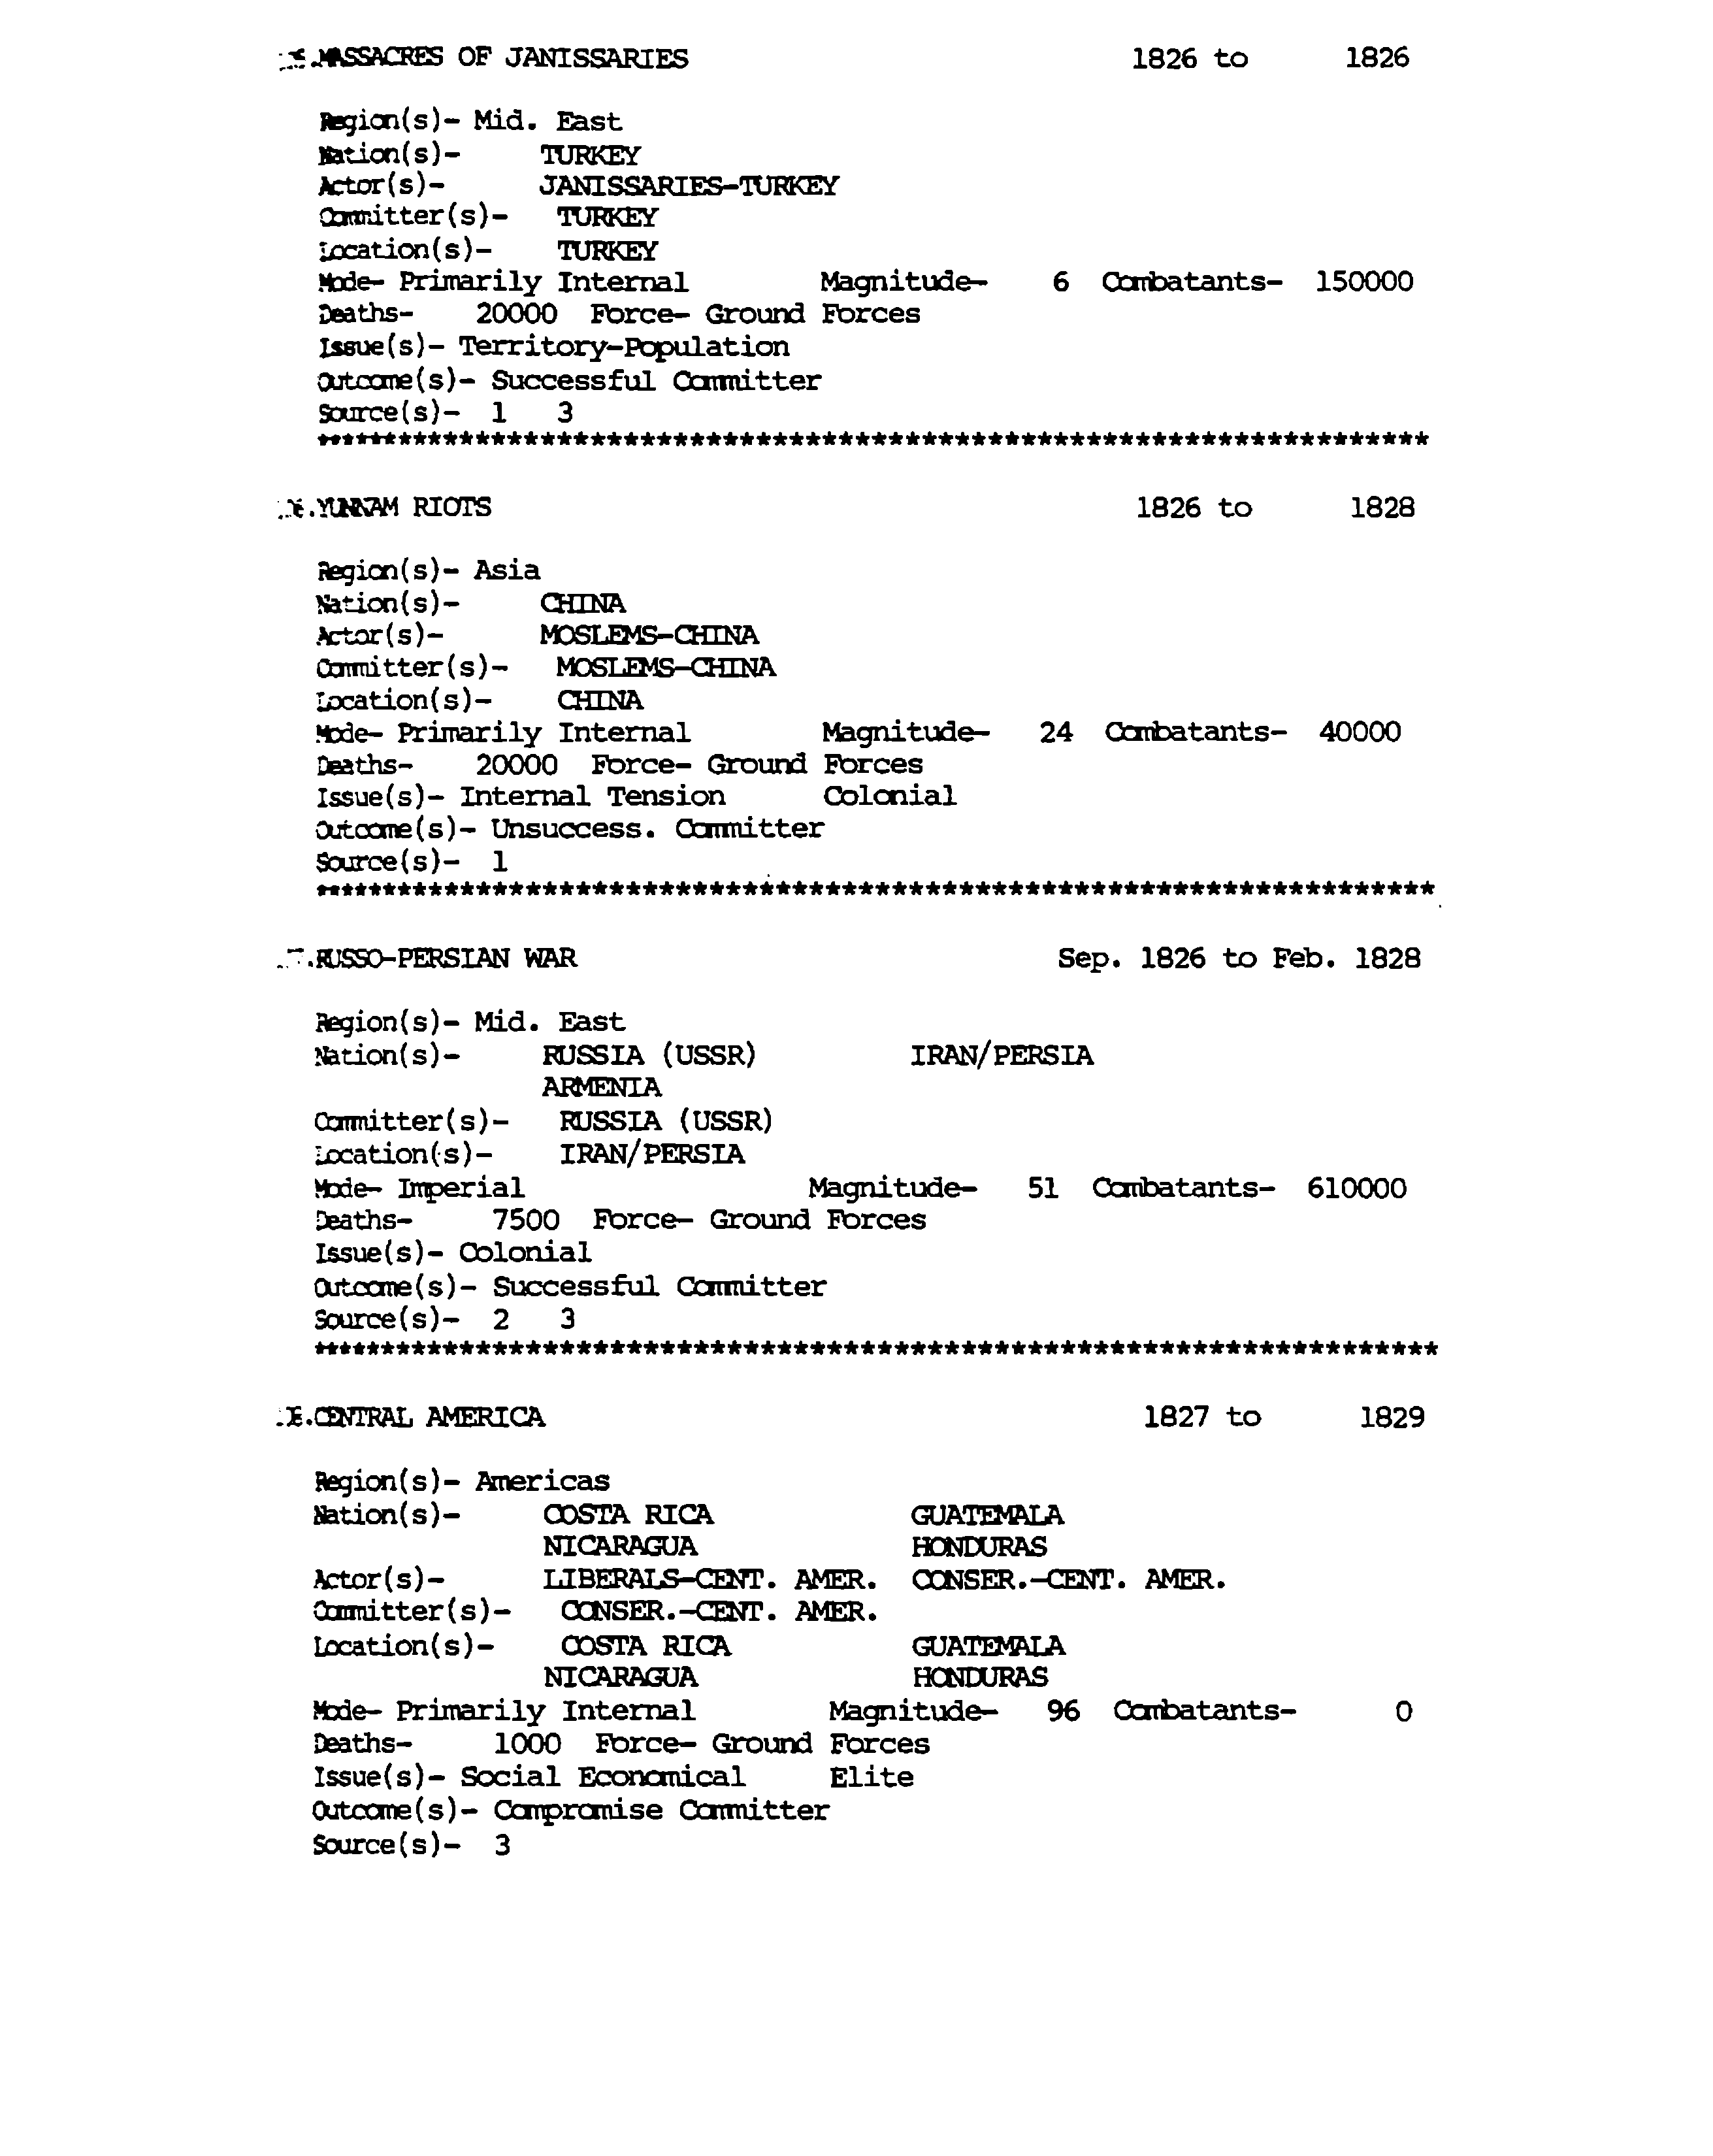 MASSACRES OF JANISSARIES 1826 to 1826
Region(s)- Mid. East
Nation(s)- TURKEY
Actor(s)- JANISSARIES-TURKEY
Committer(s)- TURKEY
Location(s)- TURKEY
Mode- Primarily Internal Magnitude- 6 Combatants- 150000
Deaths- 20000 Force- Ground Forces
Issue(s)- Territory-Population
Outcome(s)- Successful Committer
Source(s)- 1 3
*******************************************************************
YUNNAM RIOTS 1826 to 1828
Region(s)- Asia
Nation(s)- CHINA
Actor(s)- MOSLEMS-CHINA
Committer(s)- MOSLEMS-CHINA
Location(s)- CHINA
Mode- Primarily Internal Magnitude- 24 Combatants- 40000
Deaths- 20000 Force- Ground Forces
Issue(s)- Internal Tension Colonial
Outcome(s)- Unsuccess. Committer
Source(s)- 1
*******************************************************************
RUSSO-PERSIAN WAR Sep. 1826 to Feb. 1828
Region(s)- Mid. East
Nation(s)- RUSSIA (USSR) IRAN/PERSIA
ARMENIA
Committer(s)- RUSSIA (USSR)
Location(s)- IRAN/PERSIA
Mode- Imperial Magnitude- 51 Combatants- 610000
Deaths- 7500 Force- Ground Forces
Issue(s)- Colonial
Outcome(s)- Successful Committer
Source(s)- 2 3
*******************************************************************
CENTRAL AMERICA 1827 to 1829
Region(s)- Americas
Nation(s)- COSTA RICA GUATEMALA
NICARAGUA HONDURAS
Actor(s)- LIBERALS-CENT. AMER. CONSER.-CENT. AMER.
Committer(s)- CONSER.-CENT. AMER.
Location(s)- COSTA RICA GUATEMALA
NICARAGUA HONDURAS
Mode- Primarily Internal Magnitude- 96 Combatants- 0
Deaths- 1000 Force- Ground Forces
Issue(s)- Social Economical Elite
Outcome(s)- Compromise Committer
Source(s)- 3